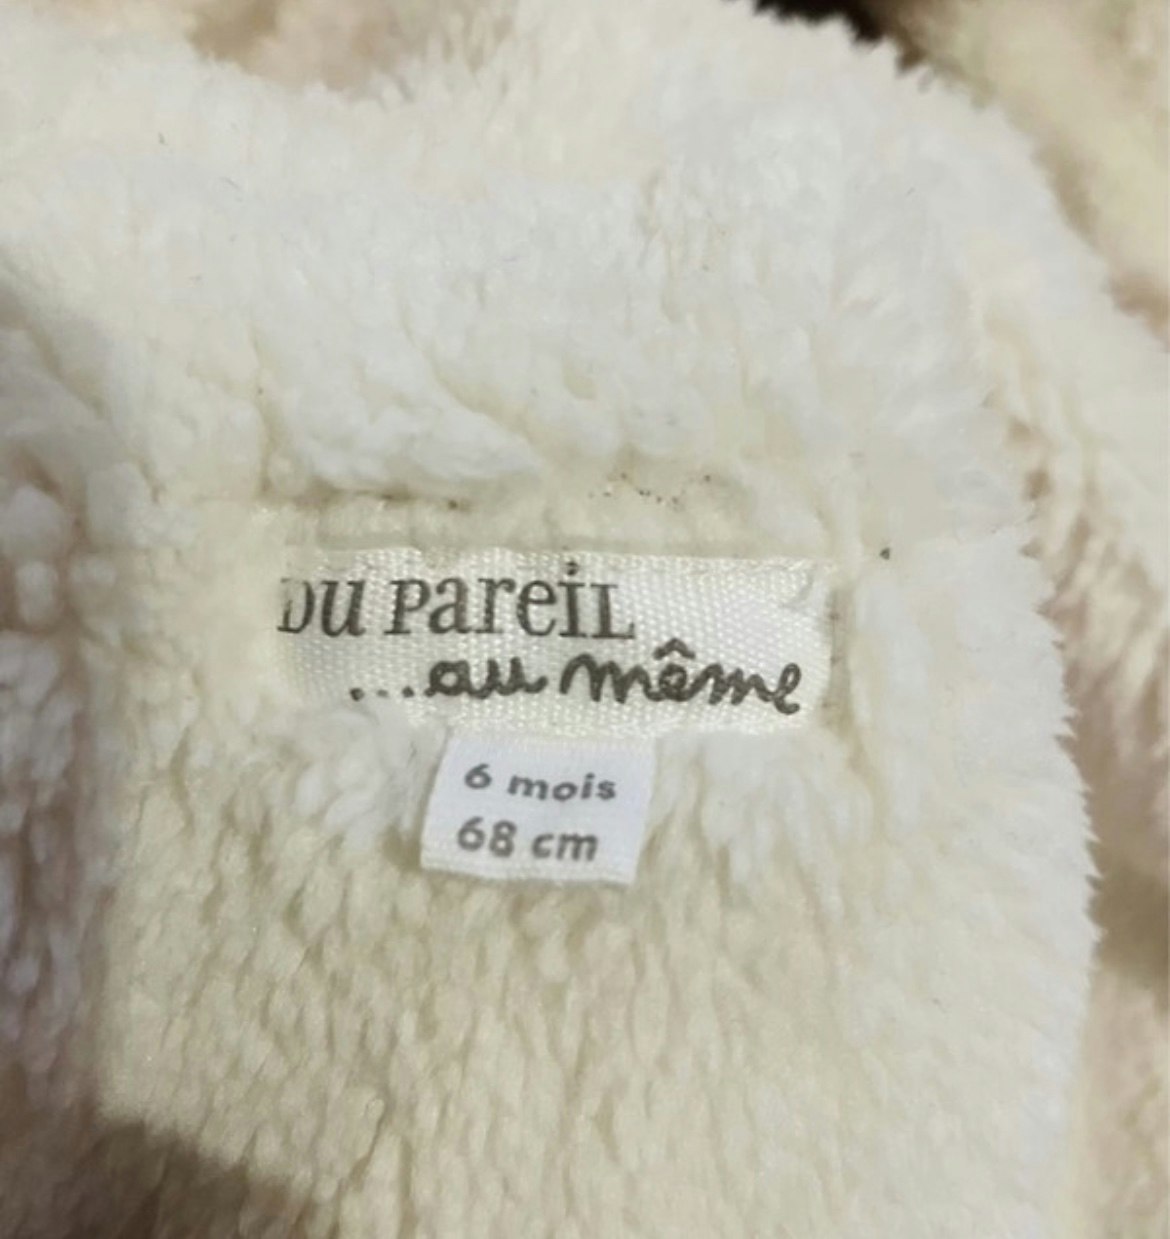 DU PareiL
...au même
6 mois
68 cm